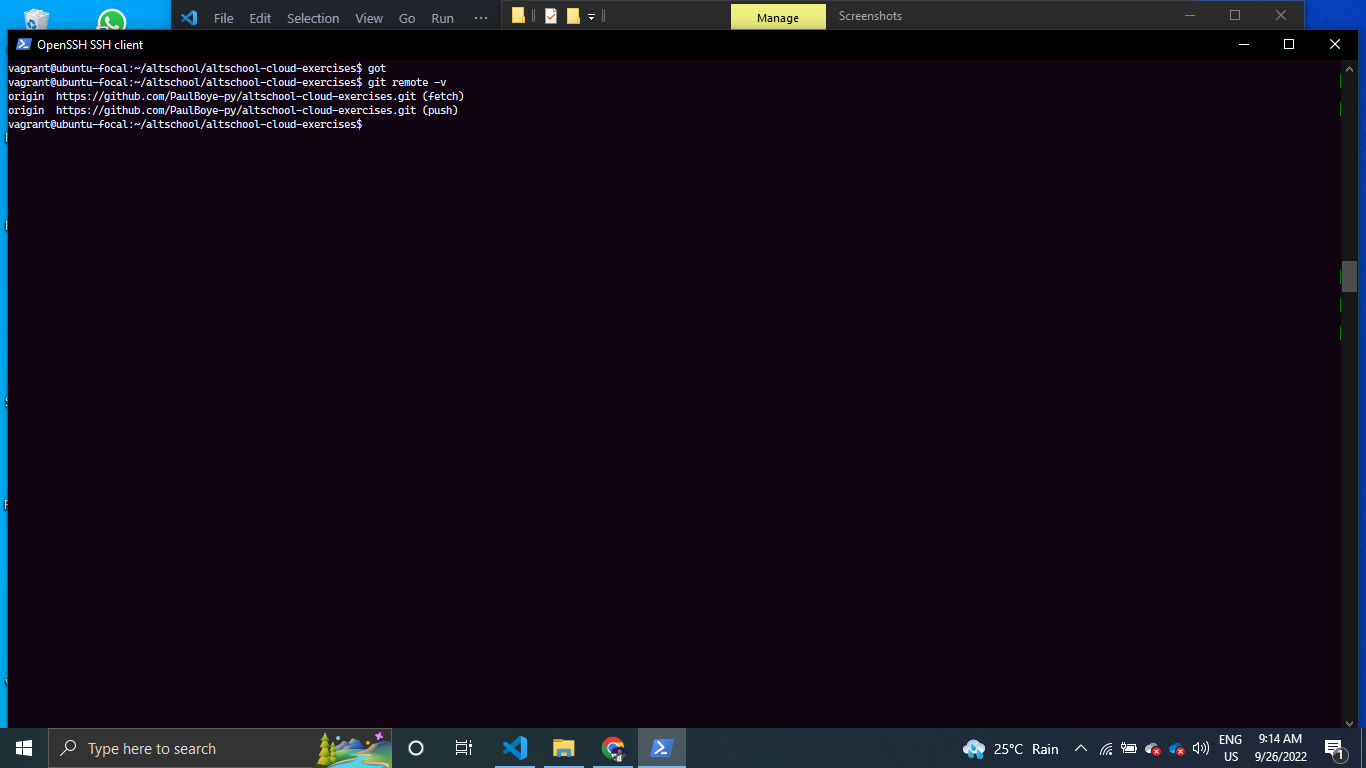 File Edit Selection View Go Run ...
Manage Screenshots
OpenSSH SSH client
vagrant@ubuntu-focal:~/altschool/altschool-cloud-exercises$ got
vagrant@ubuntu-focal:~/altschool/altschool-cloud-exercises$ git remote -v
origin  https://github.com/PaulBoye-py/altschool-cloud-exercises.git (fetch)
origin  https://github.com/PaulBoye-py/altschool-cloud-exercises.git (push)
vagrant@ubuntu-focal:~/altschool/altschool-cloud-exercises$
Type here to search
25°C Rain
ENG
US
9:14 AM
9/26/2022
1